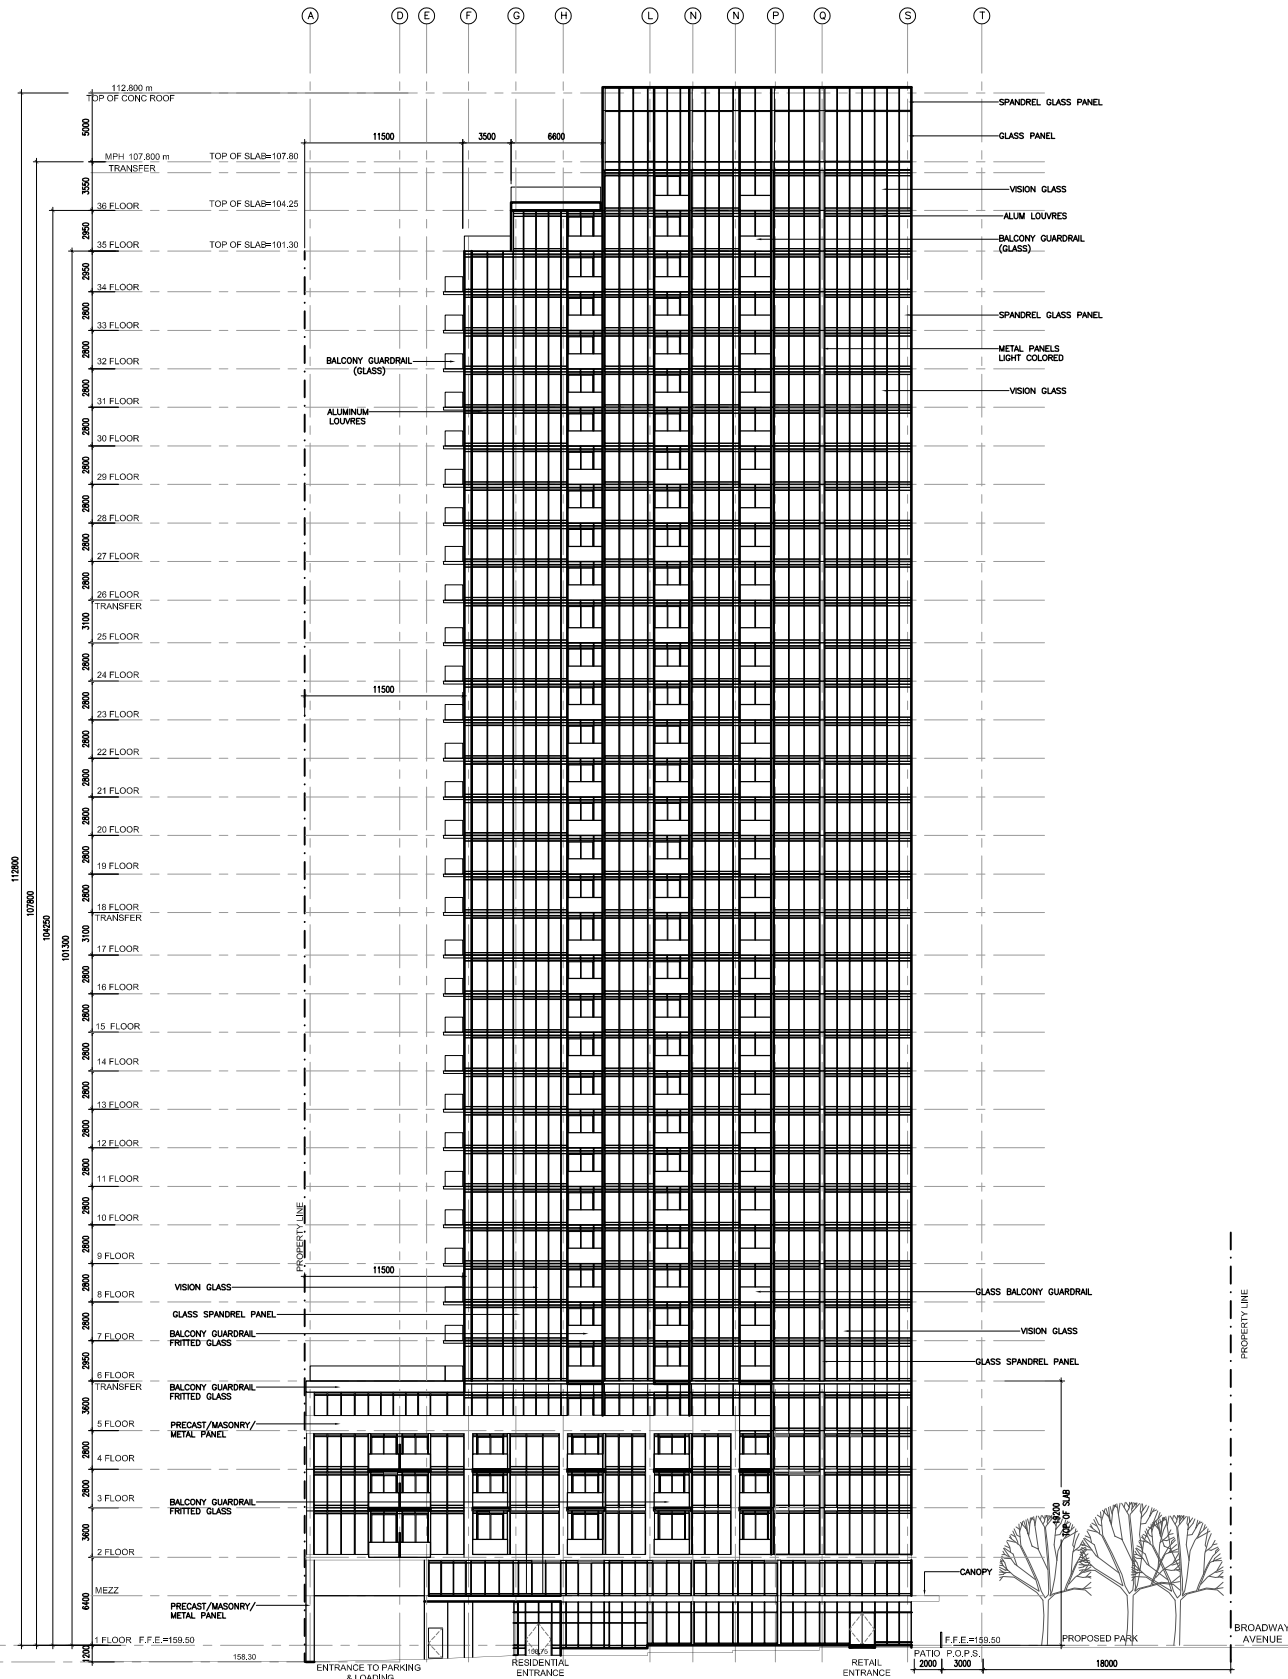 A D E F G H L N N P Q S T
112.800 m
TOP OF CONC ROOF
SPANDREL GLASS PANEL
5000
11500 3500 6600
GLASS PANEL
MPH 107.800 m TOP OF SLAB=107.80
TRANSFER
3550
VISION GLASS
36 FLOOR TOP OF SLAB=104.25
ALUM LOUVRES
2950
BALCONY GUARDRAIL
(GLASS)
35 FLOOR TOP OF SLAB=101.30
2950
34 FLOOR
2800
SPANDREL GLASS PANEL
33 FLOOR
2800
METAL PANELS
LIGHT COLORED
32 FLOOR
BALCONY GUARDRAIL
(GLASS)
2800
VISION GLASS
31 FLOOR
ALUMINUM
LOUVRES
2800
30 FLOOR
2800
29 FLOOR
2800
28 FLOOR
2800
27 FLOOR
2800
26 FLOOR
TRANSFER
3100
25 FLOOR
2800
24 FLOOR
11500
2800
23 FLOOR
2800
22 FLOOR
2800
21 FLOOR
2800
20 FLOOR
2800
19 FLOOR
2800
18 FLOOR
TRANSFER
112800
107800
104250
101300
3100
17 FLOOR
2800
16 FLOOR
2800
15 FLOOR
2800
14 FLOOR
2800
13 FLOOR
2800
12 FLOOR
2800
11 FLOOR
2800
10 FLOOR
PROPERTY LINE
2800
9 FLOOR
11500
2800
VISION GLASS
8 FLOOR
GLASS BALCONY GUARDRAIL
GLASS SPANDREL PANEL
2800
7 FLOOR
BALCONY GUARDRAIL
FRITTED GLASS
VISION GLASS
PROPERTY LINE
2950
GLASS SPANDREL PANEL
6 FLOOR
TRANSFER
BALCONY GUARDRAIL
FRITTED GLASS
3600
5 FLOOR
PRECAST/MASONRY/
METAL PANEL
2800
4 FLOOR
2800
3 FLOOR
BALCONY GUARDRAIL
FRITTED GLASS
19200
TOP OF SLAB
3600
2 FLOOR
CANOPY
MEZZ
6400
PRECAST/MASONRY/
METAL PANEL
1 FLOOR F.F.E.=159.50
F.F.E.=159.50
PROPOSED PARK
BROADWAY
AVENUE
1200
158.30
ENTRANCE TO PARKING
& LOADING
RESIDENTIAL
ENTRANCE
RETAIL
ENTRANCE
PATIO P.O.P.S.
2000 3000 18000